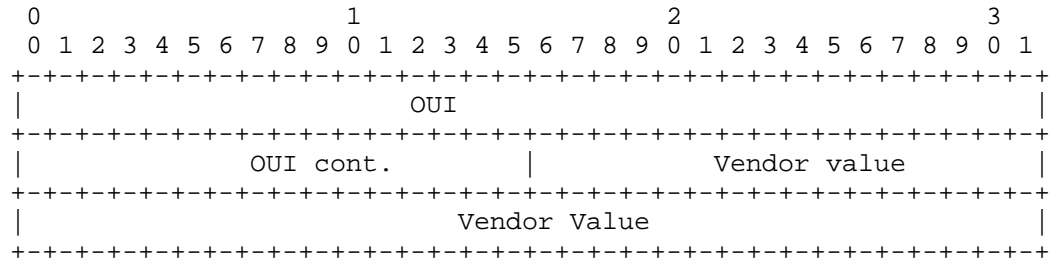 0                   1                   2                   3
 0 1 2 3 4 5 6 7 8 9 0 1 2 3 4 5 6 7 8 9 0 1 2 3 4 5 6 7 8 9 0 1
+-+-+-+-+-+-+-+-+-+-+-+-+-+-+-+-+-+-+-+-+-+-+-+-+-+-+-+-+-+-+-+-+
|                        OUI                                    |
+-+-+-+-+-+-+-+-+-+-+-+-+-+-+-+-+-+-+-+-+-+-+-+-+-+-+-+-+-+-+-+-+
|              OUI cont.        |           Vendor value        |
+-+-+-+-+-+-+-+-+-+-+-+-+-+-+-+-+-+-+-+-+-+-+-+-+-+-+-+-+-+-+-+-+
|                           Vendor Value                        |
+-+-+-+-+-+-+-+-+-+-+-+-+-+-+-+-+-+-+-+-+-+-+-+-+-+-+-+-+-+-+-+-+